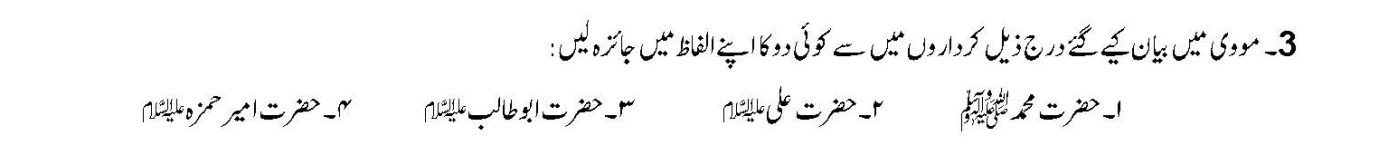 3۔ مووی میں بیان کیے گئے درج ذیل کرداروں میں سے کوئی دو کا اپنے الفاظ میں جائزہ لیں:
۱۔ حضرت محمد ﷺ ۲۔ حضرت علی علیہ السلام ۳۔ حضرت ابو طالب علیہ السلام ۴۔ حضرت امیر حمزہ علیہ السلام